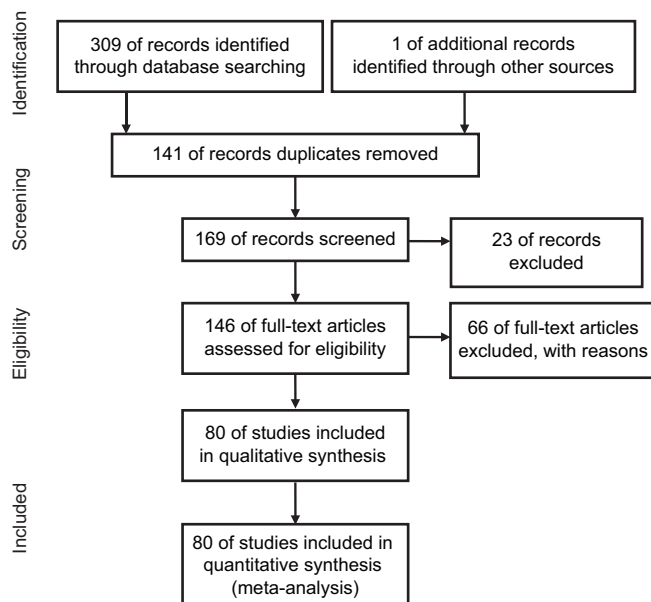 Identification
309 of records identified
through database searching
1 of additional records
identified through other sources
141 of records duplicates removed
Screening
169 of records screened
23 of records
excluded
Eligibility
146 of full-text articles
assessed for eligibility
66 of full-text articles
excluded, with reasons
80 of studies included
in qualitative synthesis
Included
80 of studies included in
quantitative synthesis
(meta-analysis)